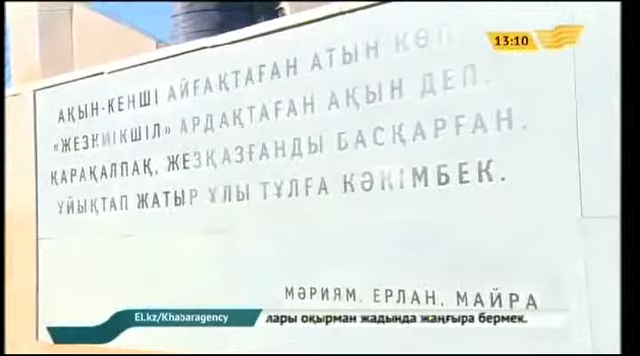 13:10
АҚЫН-КЕНШІ АЙҒАҚТАҒАН АТЫН КӨП
«ЖЕЗКИІКШІЛ» АРДАҚТАҒАН АҚЫН ДЕП.
ҚАРАҚАЛПАҚ, ЖЕЗҚАЗҒАНДЫ БАСҚАРҒАН.
ҰЙЫҚТАП ЖАТЫР ҰЛЫ ТҰЛҒА КӘКІМБЕК.
МӘРИЯМ, ЕРЛАН, МАЙРА
El.kz/Khabaragency лары оқырман жадында жаңғыра бермек.